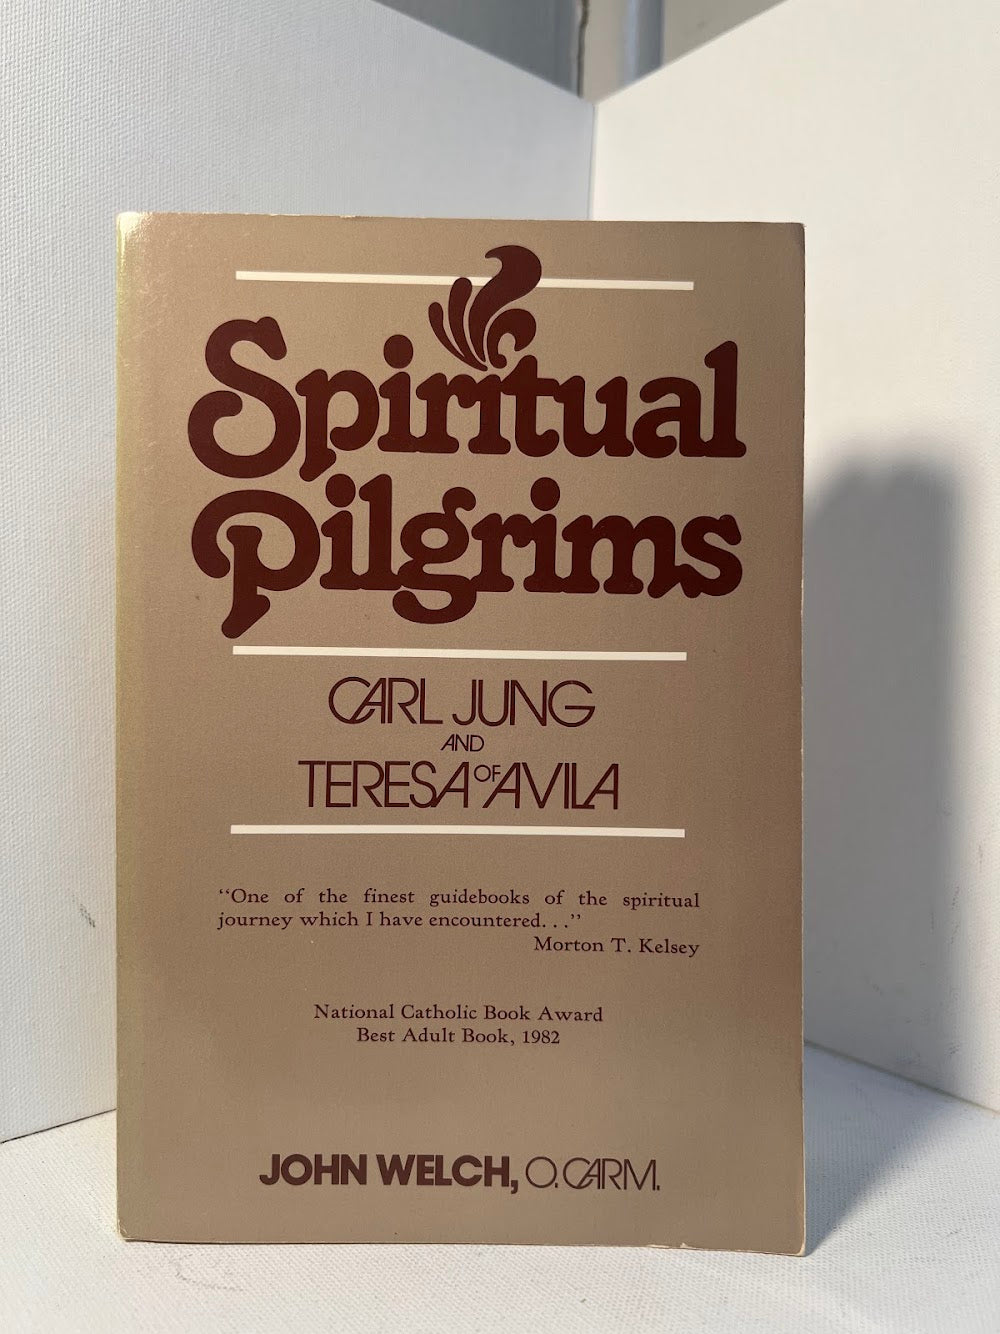 Spiritual
Pilgrims
CARL JUNG
AND
TERESA OF AVILA
“One of the finest guidebooks of the spiritual
journey which I have encountered. . .”
Morton T. Kelsey
National Catholic Book Award
Best Adult Book, 1982
JOHN WELCH, O. CARM.